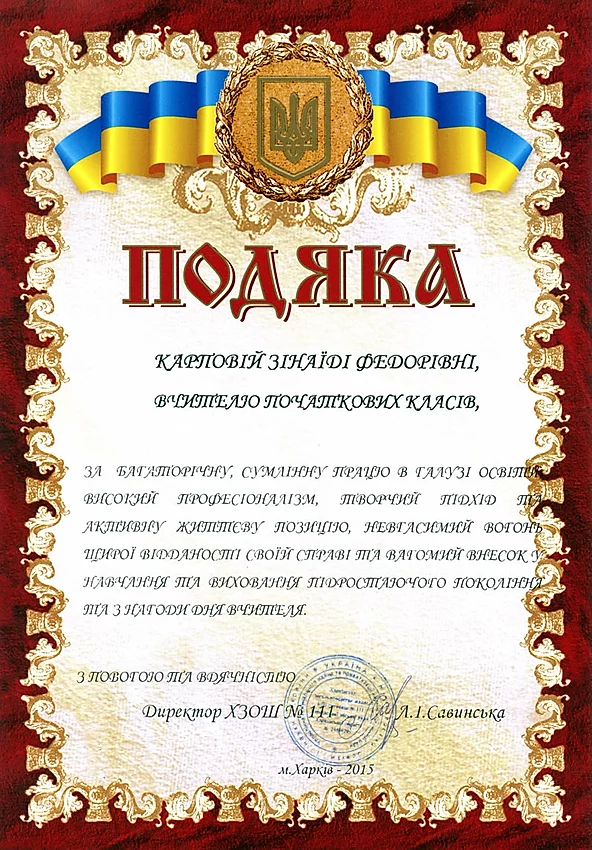 ПОДЯКА
КАРПОВІЙ ЗІНАЇДІ ФЕДОРІВНІ,
ВЧИТЕЛЮ ПОЧАТКОВИХ КЛАСІВ,
ЗА БАГАТОРІЧНУ, СУМЛІННУ ПРАЦЮ В ГАЛУЗІ ОСВІТИ,
ВИСОКИЙ ПРОФЕСІОНАЛІЗМ, ТВОРЧИЙ ПІДХІД ТА
АКТИВНУ ЖИТТЄВУ ПОЗИЦІЮ, НЕВГАСИМИЙ ВОГОНЬ
ЩИРОЇ ВІДДАНОСТІ СВОЇЙ СПРАВІ ТА ВАГОМИЙ ВНЕСОК У
НАВЧАННЯ ТА ВИХОВАННЯ ПІДРОСТАЮЧОГО ПОКОЛІННЯ
ТА З НАГОДИ ДНЯ ВЧИТЕЛЯ.
З ПОВОГОЮ ТА ВДЯЧНІСТЮ
Директор ХЗОШ № 111 Л.І.Савинська
УКРАЇНА
м.Харків - 2015